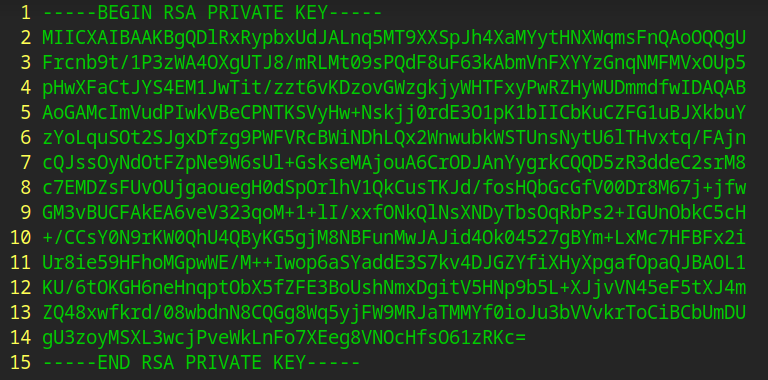 1 -----BEGIN RSA PRIVATE KEY-----
2 MIICXAIBAAKBgQDlRxRypbxUdJALnq5MT9XXSpJh4XaMYytHNXWqmsFnQAoOQQgU
3 Frcnb9t/1P3zWA4OXgUTJ8/mRLMt09sPQdF8uF63kAbmVnFXYYzGnqNMFMVxOUp5
4 pHwXFaCtJYS4EM1JwTit/zzt6vKDzovGWzgkjyWHTFxyPwRZHyWUDmmdfwIDAQAB
5 AoGAMcImVudPIwkVBeCPNTKSVyHw+Nskjj0rdE3O1pK1bIICbKuCZFG1uBJXkbuY
6 zYoLquSOt2SJgxDfzg9PWFVRcBWiNDhLQx2WnwubkWSTUnsNytU6lTHvxtq/FAjn
7 cQJssOyNdOtFZpNe9W6sUl+GskseMAjouA6CrODJAnYygrkCQQD5zR3ddeC2srM8
8 c7EMDZsFUvOUjgaouegH0dSpOrlhV1QkCusTKJd/fosHQbGcGfV00Dr8M67j+jfw
9 GM3vBUCFAkEA6veV323qoM+1+lI/xxfONkQlNsXNDyTbsOqRbPs2+IGUnObkC5cH
10 +/CCsY0N9rKW0QhU4QByKG5gjM8NBFunMwJAJid4Ok04527gBYm+LxMc7HFBFx2i
11 Ur8ie59HFhoMGpwWE/M++Iwop6aSYaddE3S7kv4DJGZYfiXHyXpgafOpaQJBAOL1
12 KU/6tOKGH6neHnqptObX5fZFE3BoUshNmxDgitV5HNp9b5L+XJjvVN45eF5tXJ4m
13 ZQ48xwfkrd/08wbdnN8CQGg8Wq5yjFW9MRJaTMMYf0ioJu3bVVvkrToCiBCbUmDU
14 gU3zoyMSXL3wcjPveWkLnFo7XEeg8VNOcHfsO61zRKc=
15 -----END RSA PRIVATE KEY-----